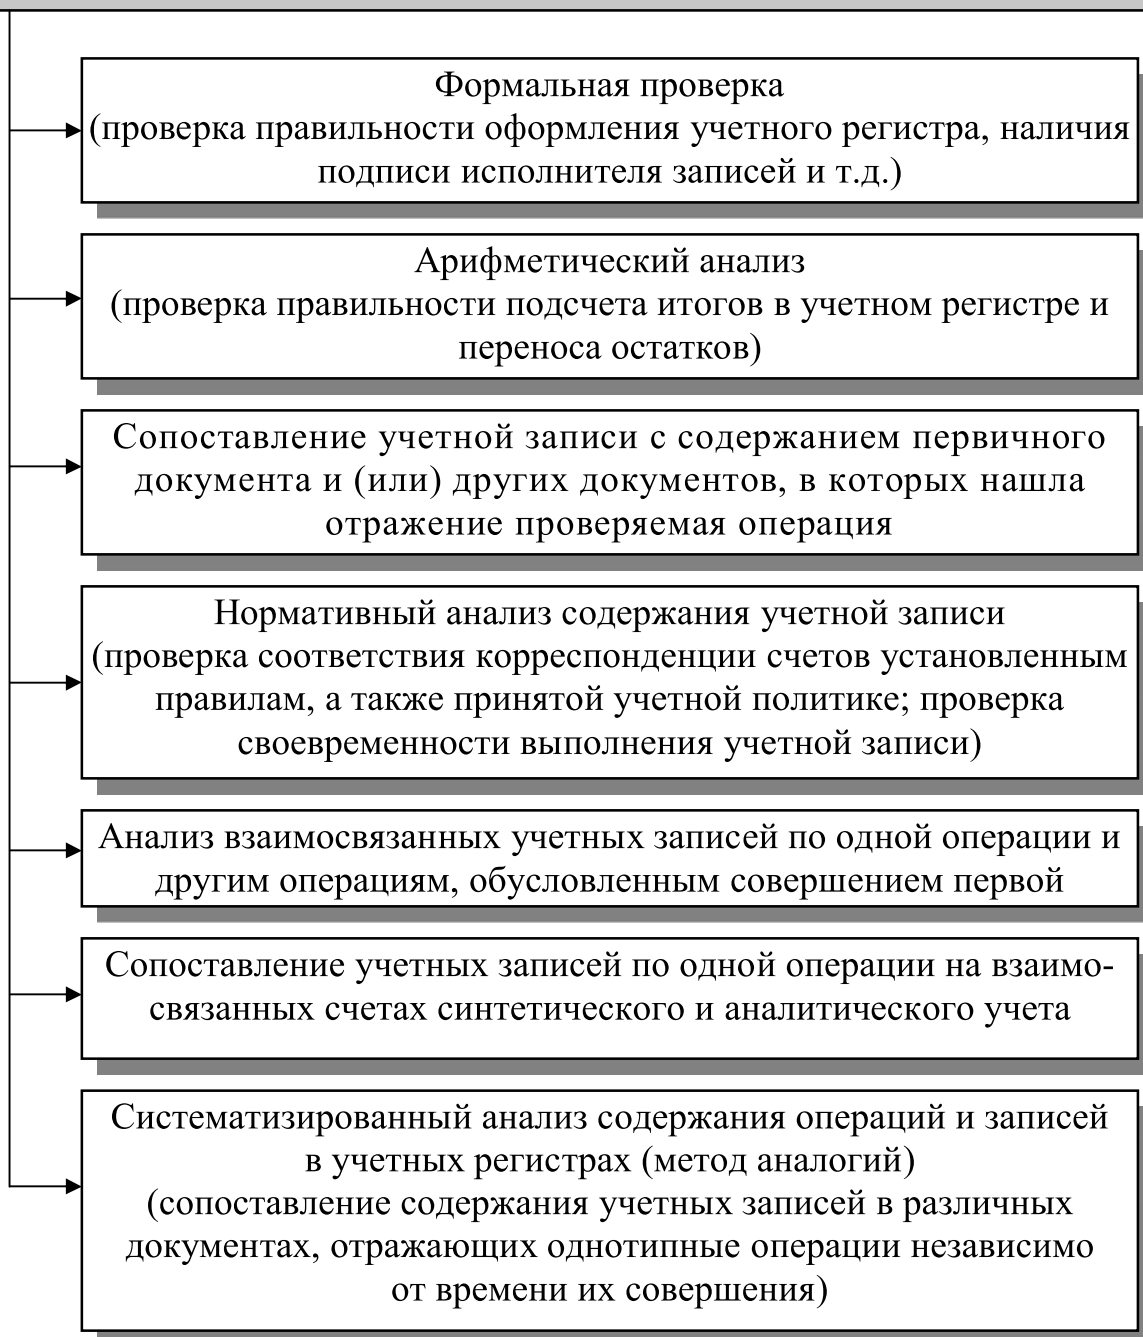 Формальная проверка
(проверка правильности оформления учетного регистра, наличия
подписи исполнителя записей и т.д.)
Арифметический анализ
(проверка правильности подсчета итогов в учетном регистре и
переноса остатков)
Сопоставление учетной записи с содержанием первичного
документа и (или) других документов, в которых нашла
отражение проверяемая операция
Нормативный анализ содержания учетной записи
(проверка соответствия корреспонденции счетов установленным
правилам, а также принятой учетной политике; проверка
своевременности выполнения учетной записи)
Анализ взаимосвязанных учетных записей по одной операции и
другим операциям, обусловленным совершением первой
Сопоставление учетных записей по одной операции на взаимо-
связанных счетах синтетического и аналитического учета
Систематизированный анализ содержания операций и записей
в учетных регистрах (метод аналогий)
(сопоставление содержания учетных записей в различных
документах, отражающих однотипные операции независимо
от времени их совершения)